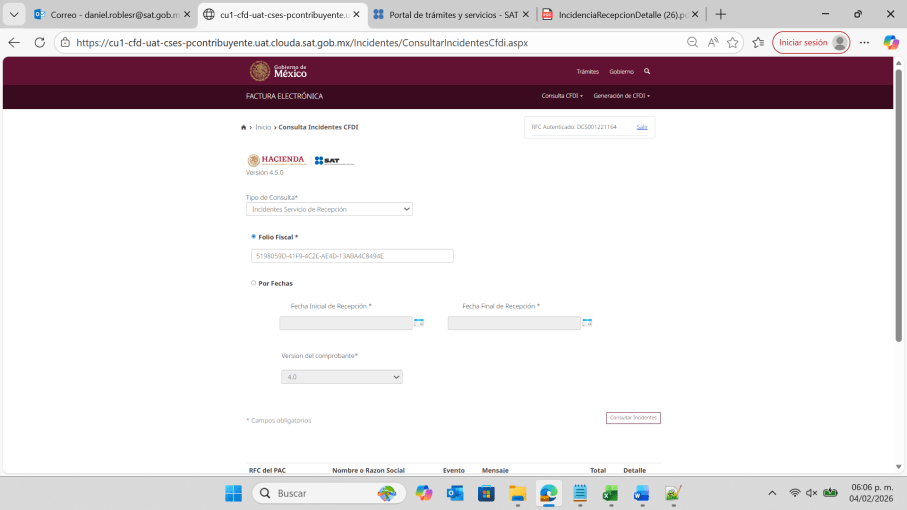 Correo - daniel.roblesr@sat.gob.m
cu1-cfd-uat-cses-pcontribuyente.u
Portal de trámites y servicios - SAT
IncidenciaRecepcionDetalle (26).p
https://cu1-cfd-uat-cses-pcontribuyente.uat.clouda.sat.gob.mx/Incidentes/ConsultarIncidentesCfdi.aspx
Iniciar sesión
Gobierno de
México
Trámites Gobierno
FACTURA ELECTRÓNICA
Consulta CFDI
Generación de CFDI
Inicio › Consulta Incidentes CFDI
RFC Autenticado: DCS001221164
Salir
HACIENDA
SAT
Versión 4.5.0
Tipo de Consulta*
Incidentes Servicio de Recepción
Folio Fiscal *
5198059D-41F9-4C2E-AE4D-13ABA4C8494E
Por Fechas
Fecha Inicial de Recepción *
Fecha Final de Recepción *
Version del comprobante*
4.0
* Campos obligatorios
Consultar Incidentes
RFC del PAC Nombre o Razon Social Evento Mensaje Total Detalle
Buscar
06:06 p. m.
04/02/2026